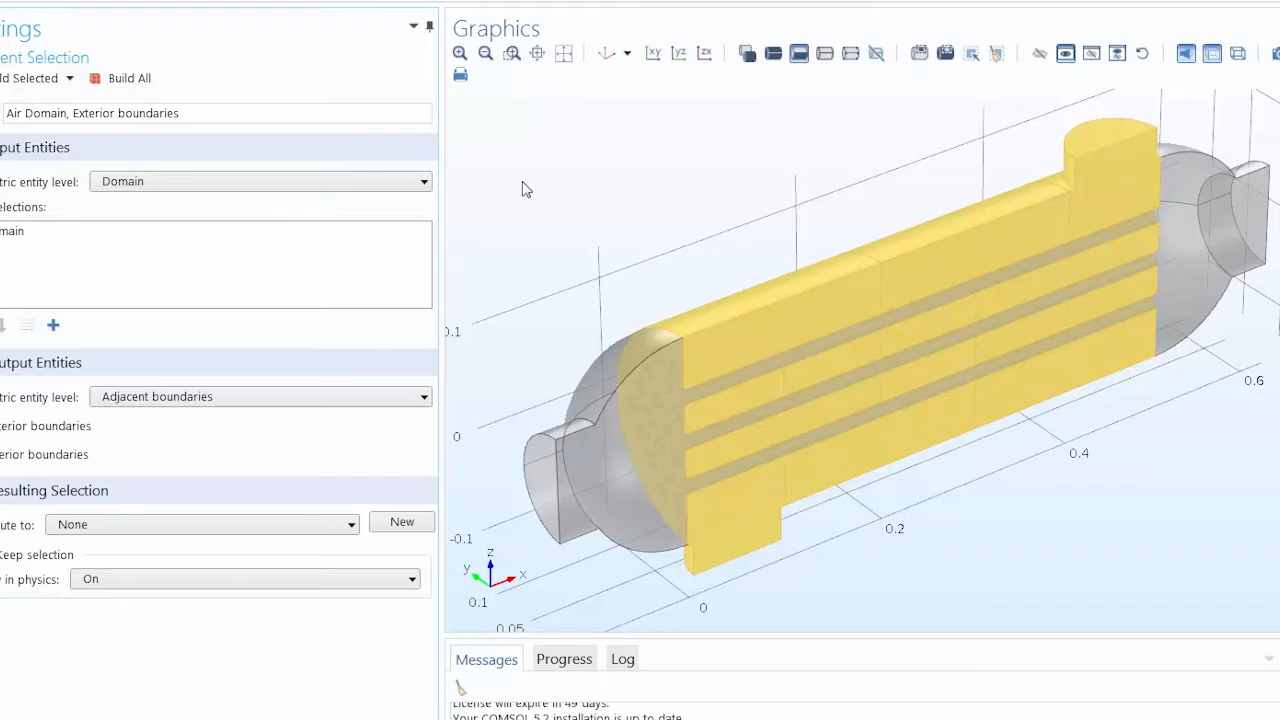 ings
ent Selection
ld Selected Build All
Air Domain, Exterior boundaries
put Entities
tric entity level: Domain
elections:
main
utput Entities
tric entity level: Adjacent boundaries
terior boundaries
erior boundaries
esulting Selection
ute to: None New
Keep selection
in physics: On
Graphics
xy yz zx
0.1
0
-0.1
0.1
0.05
0
0.2
0.4
0.6
z
y
x
Messages Progress Log
License will expire in 49 days.
Your COMSOL 5.2 installation is up to date.